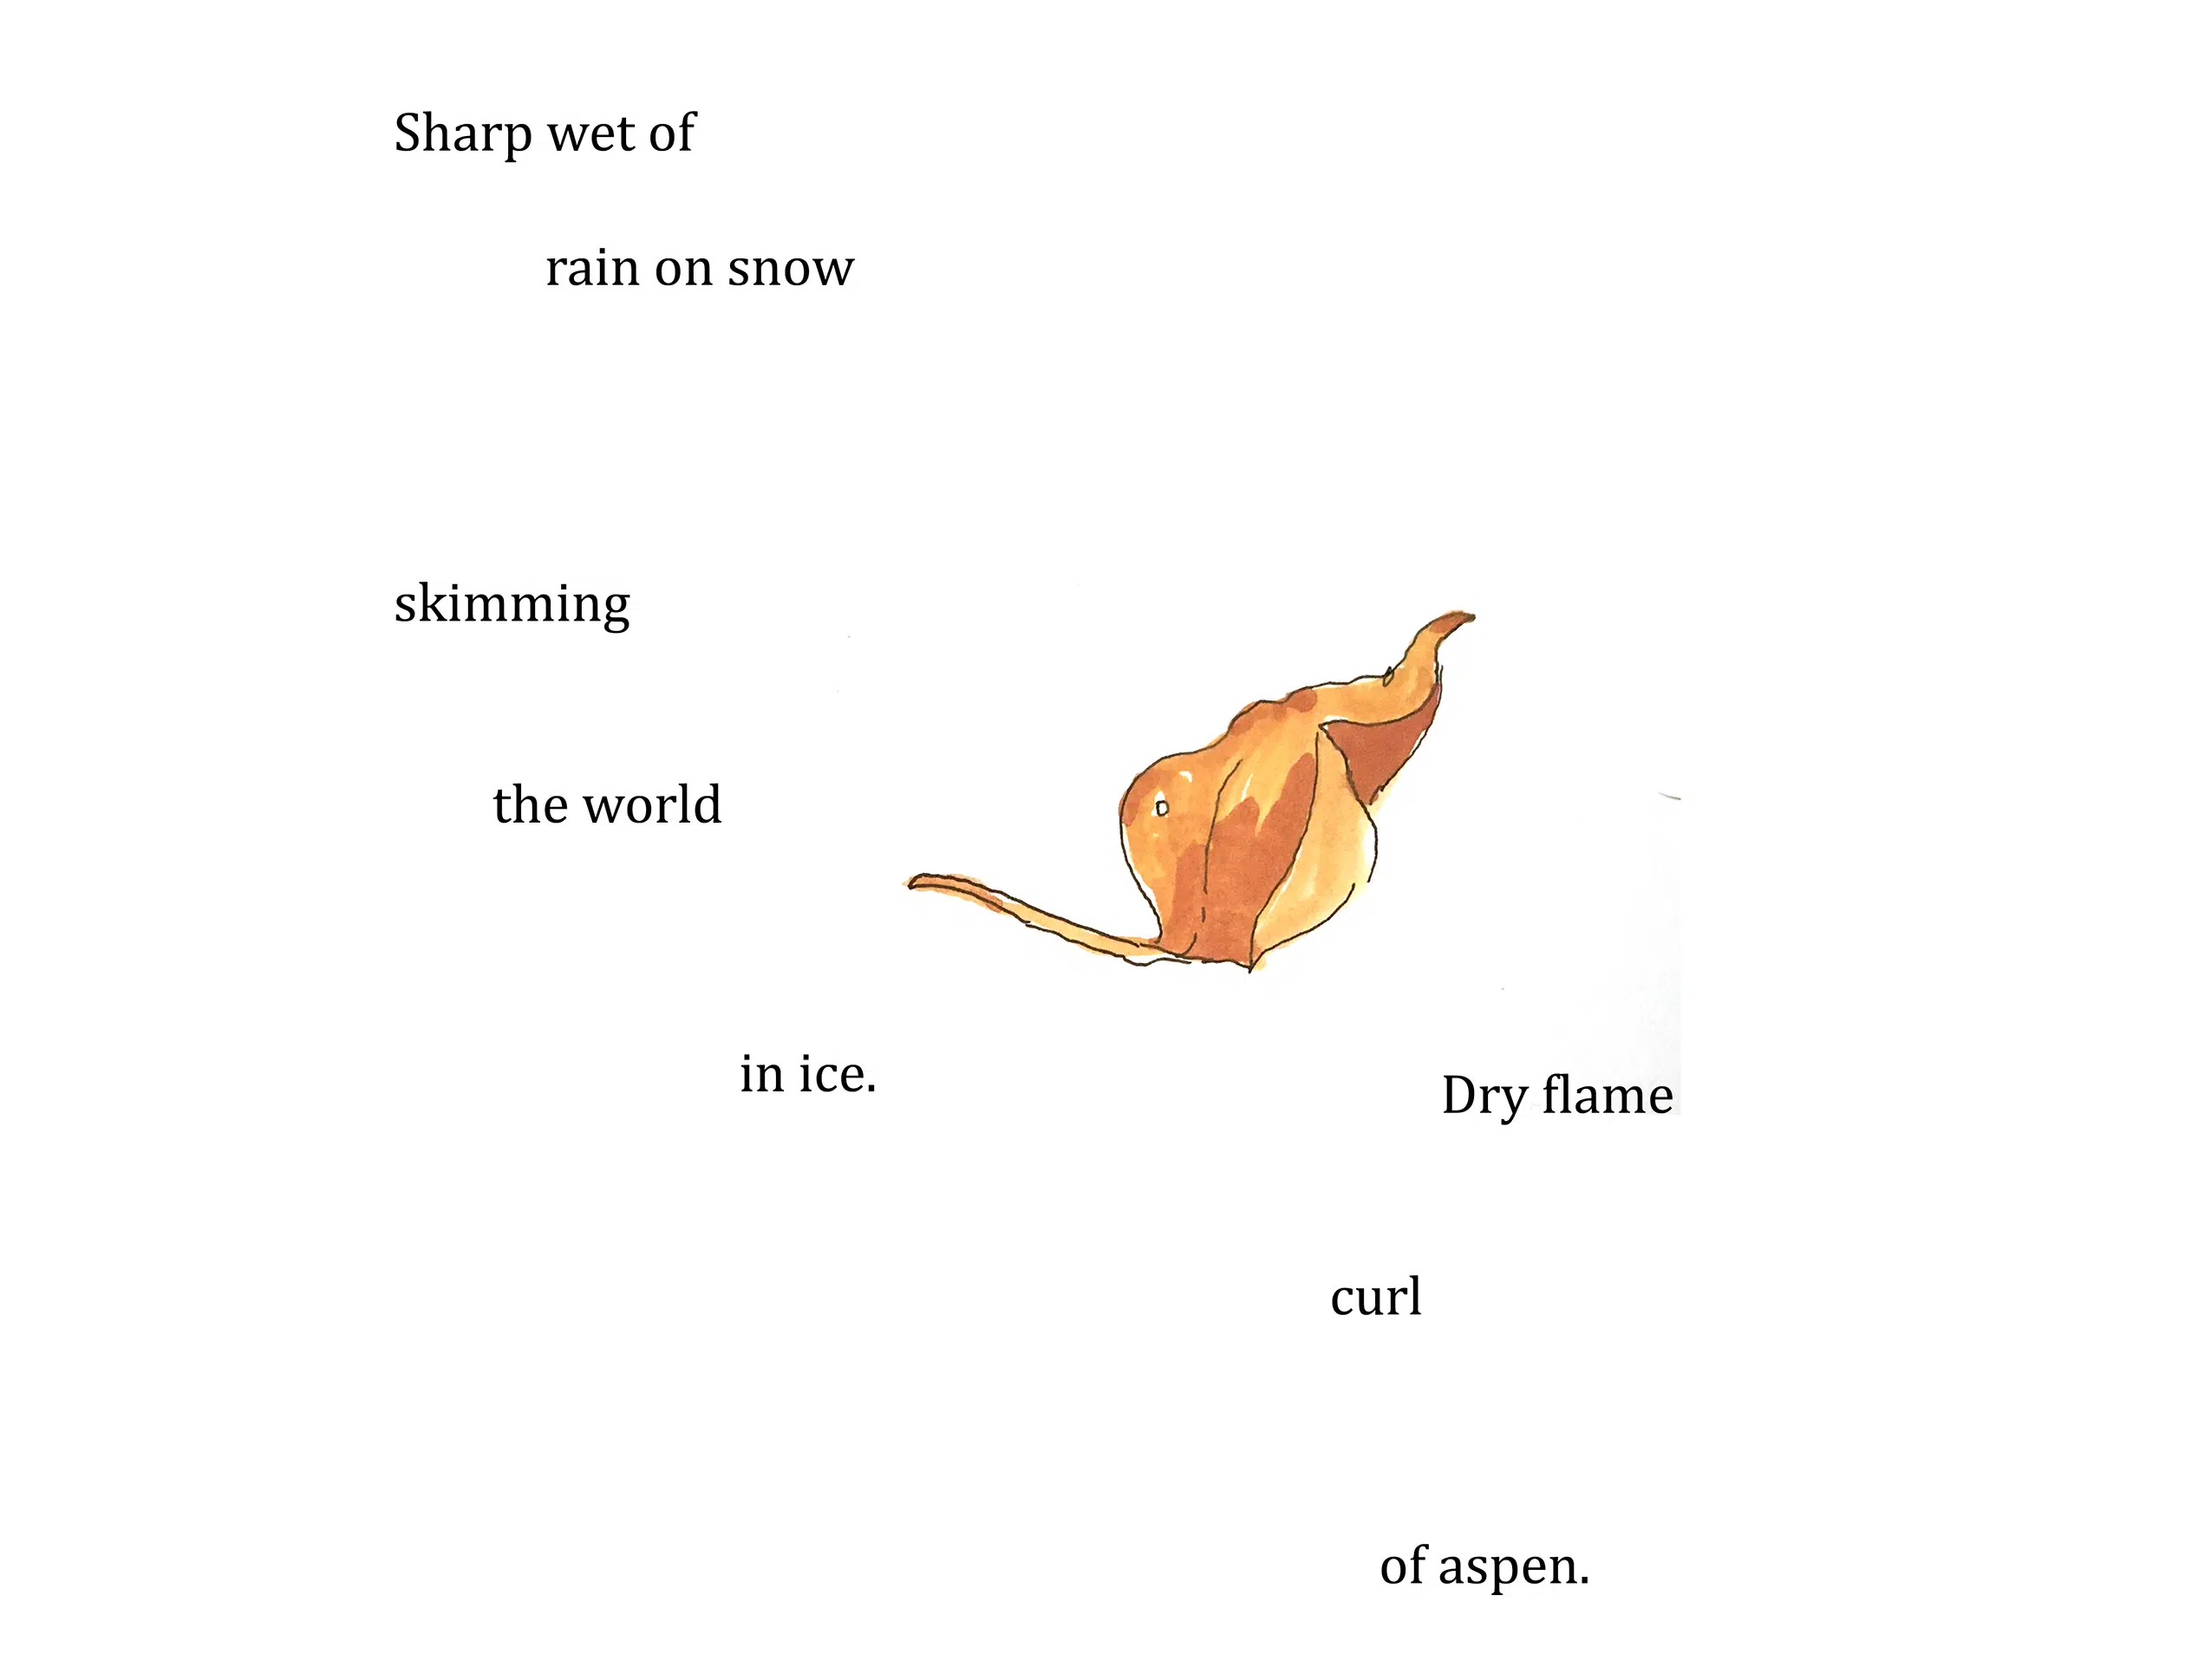 Sharp wet of
rain on snow
skimming
the world
in ice.
Dry flame
curl
of aspen.